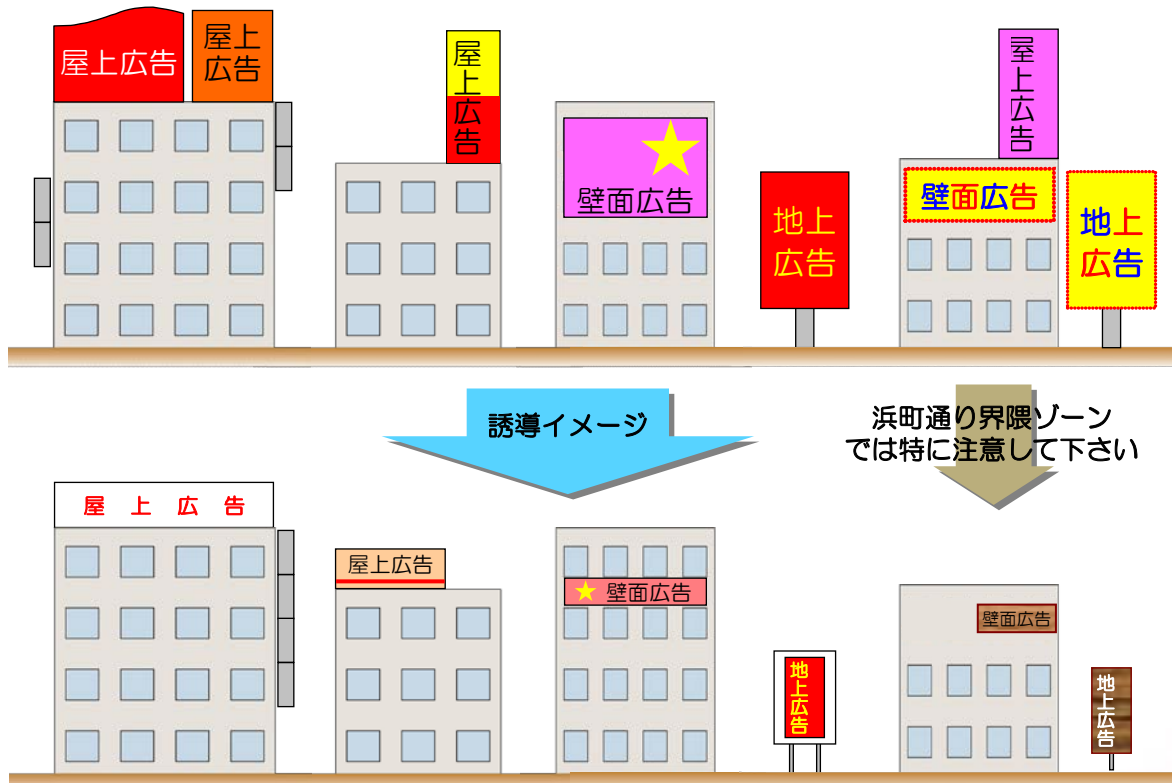 屋上広告
屋上
広告
屋上広告
壁面広告
地上
広告
屋上広告
壁面広告
地上
広告
誘導イメージ
浜町通り界隈ゾーン
では特に注意して下さい
屋上広告
屋上広告
壁面広告
地上広告
壁面広告
地上広告